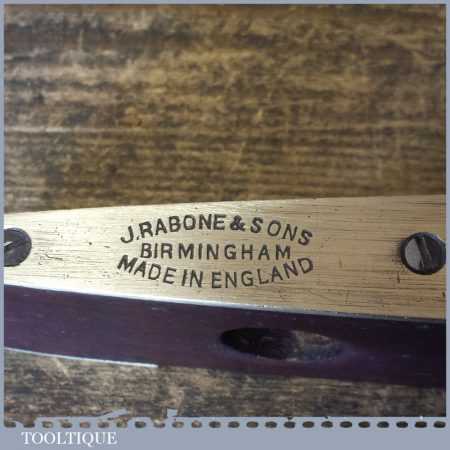 J.RABONE & SONS
BIRMINGHAM
MADE IN ENGLAND
TOOLTIQUE